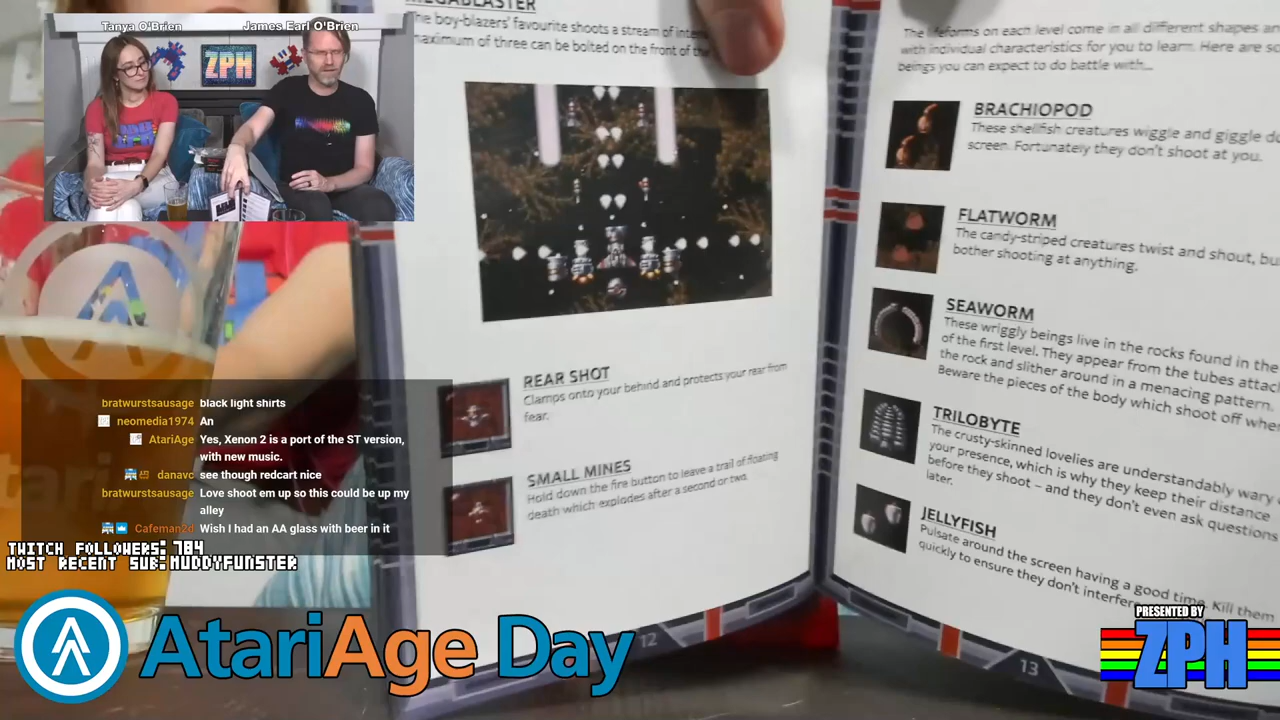 Tanya O'Brien
James Earl O'Brien
ZPH
MEGABLASTER
The boy-blazers' favourite shoots a stream of
maximum of three can be bolted on the front of the
REAR SHOT
Clamps onto your behind and protects your rear from
fear.
SMALL MINES
Hold down the fire button to leave a trail of floating
death which explodes after a second or two.
12
The lifeforms on each level come in all different shapes
with individual characteristics for you to learn. Here are
beings you can expect to do battle with...
BRACHIOPOD
These shellfish creatures wiggle and giggle
screen. Fortunately they don't shoot at you.
FLATWORM
The candy-striped creatures twist and shout,
bother shooting at anything.
SEAWORM
These wriggly beings live in the rocks found in the
of the first level. They appear from the tubes
the rock and slither around in a menacing pattern.
Beware the pieces of the body which shoot off
TRILOBYTE
The crusty-skinned lovelies are understandably wary
your presence, which is why they keep their distance
before they shoot – and they don't even ask questions
later.
JELLYFISH
Pulsate around the screen having a good time. Kill them
quickly to ensure they don't
13
bratwurstsausage black light shirts
neomedia1974 An
AtariAge Yes, Xenon 2 is a port of the ST version,
with new music.
danavc see though redcart nice
bratwurstsausage Love shoot em up so this could be up my
alley
Cafeman2d Wish I had an AA glass with beer in it
TWITCH FOLLOWERS: 784
MOST RECENT SUB: MUDDYFUNSTER
AtariAge Day
PRESENTED BY
ZPH